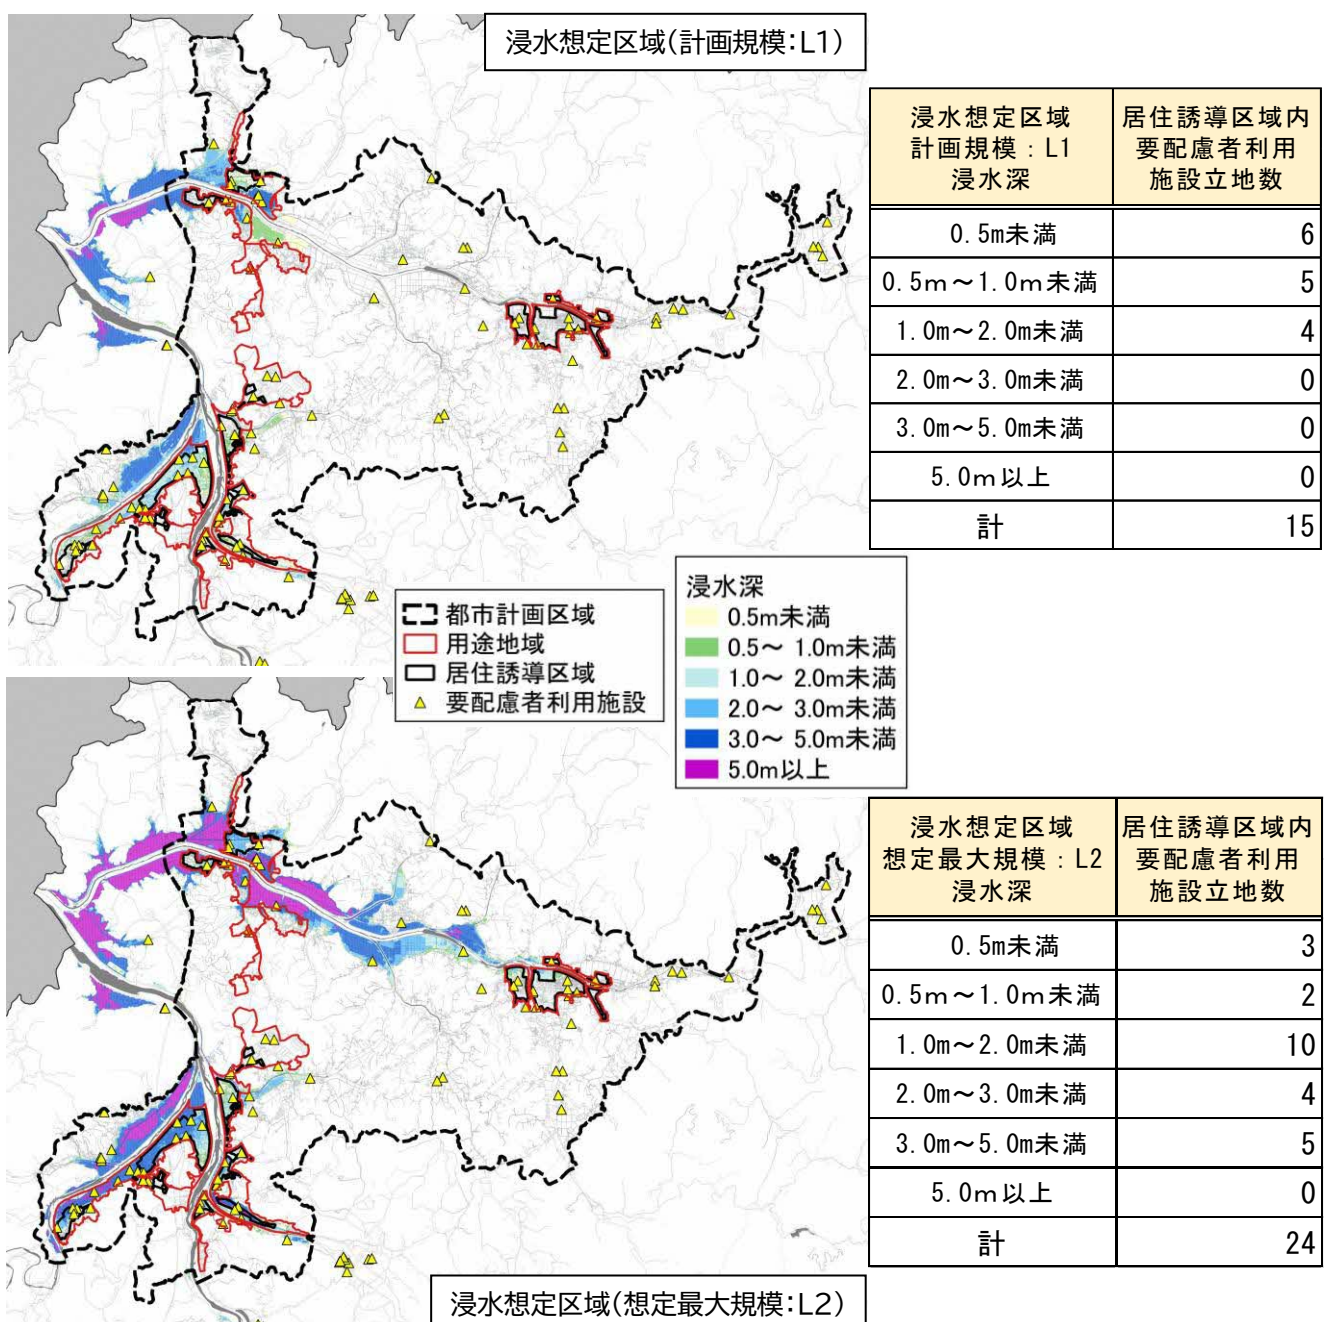 浸水想定区域(計画規模:L1)
浸水想定区域
計画規模:L1
浸水深
居住誘導区域内
要配慮者利用
施設立地数
0.5m未満 6
0.5m～1.0m未満 5
1.0m～2.0m未満 4
2.0m～3.0m未満 0
3.0m～5.0m未満 0
5.0m以上 0
計 15
都市計画区域
用途地域
居住誘導区域
要配慮者利用施設
浸水深
0.5m未満
0.5～ 1.0m未満
1.0～ 2.0m未満
2.0～ 3.0m未満
3.0～ 5.0m未満
5.0m以上
浸水想定区域
想定最大規模:L2
浸水深
居住誘導区域内
要配慮者利用
施設立地数
0.5m未満 3
0.5m～1.0m未満 2
1.0m～2.0m未満 10
2.0m～3.0m未満 4
3.0m～5.0m未満 5
5.0m以上 0
計 24
浸水想定区域(想定最大規模:L2)